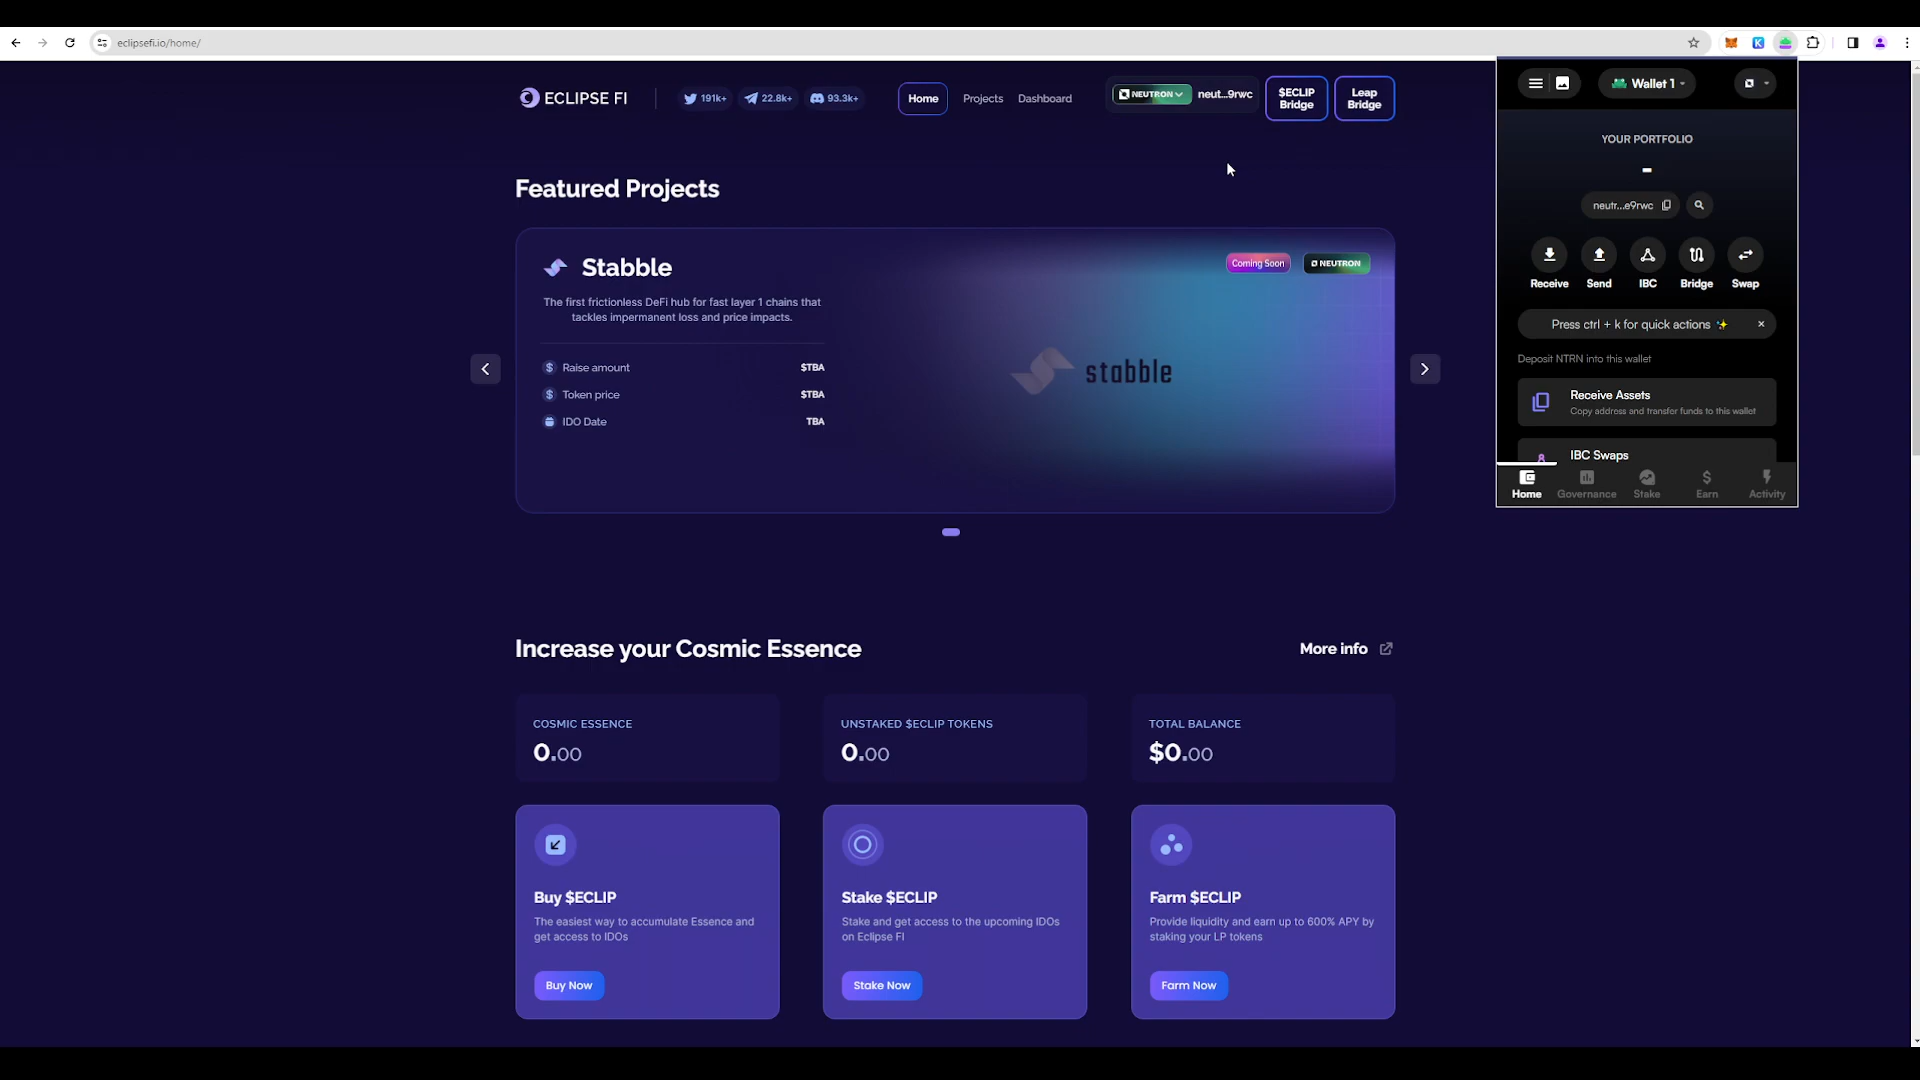 eclipsefi.io/home/
ECLIPSE FI
191k+
22.8k+
93.3k+
Home
Projects
Dashboard
NEUTRON
neut...9rwc
$ECLIP
Bridge
Leap
Bridge
Featured Projects
Stabble
The first frictionless DeFi hub for fast layer 1 chains that
tackles impermanent loss and price impacts.
Raise amount
$TBA
Token price
$TBA
IDO Date
TBA
Coming Soon
NEUTRON
stabble
Wallet 1
YOUR PORTFOLIO
-
neutr...e9rwc
Receive
Send
IBC
Bridge
Swap
Press ctrl + k for quick actions ✨
Deposit NTRN into this wallet
Receive Assets
Copy address and transfer funds to this wallet
IBC Swaps
Home
Governance
Stake
Earn
Activity
Increase your Cosmic Essence
More info
COSMIC ESSENCE
0.00
UNSTAKED $ECLIP TOKENS
0.00
TOTAL BALANCE
$0.00
Buy $ECLIP
The easiest way to accumulate Essence and
get access to IDOs
Buy Now
Stake $ECLIP
Stake and get access to the upcoming IDOs
on Eclipse FI
Stake Now
Farm $ECLIP
Provide liquidity and earn up to 600% APY by
staking your LP tokens
Farm Now